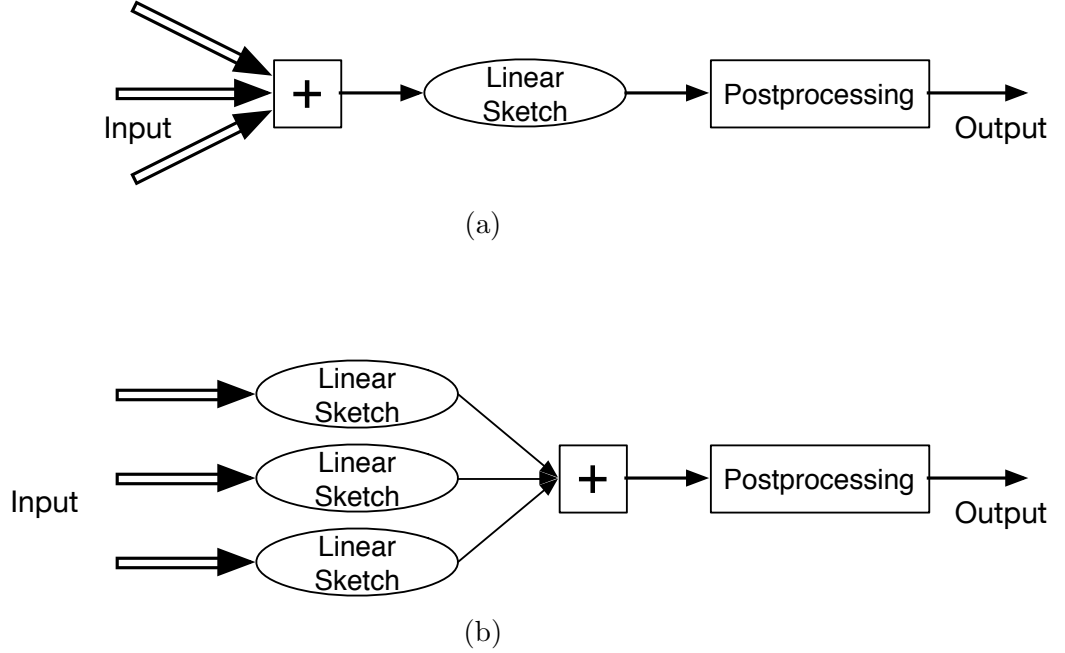 Input
+
Linear
Sketch
Postprocessing
Output
(a)
Input
Linear
Sketch
Linear
Sketch
Linear
Sketch
+
Postprocessing
Output
(b)